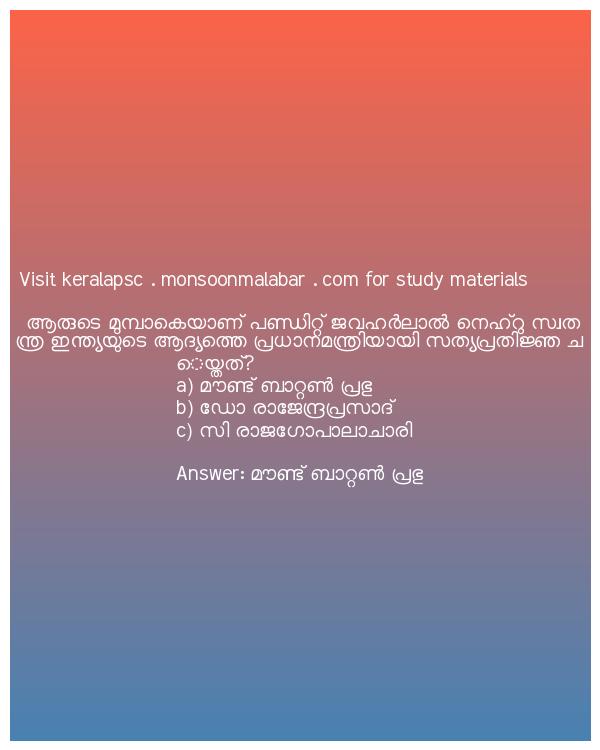 Visit keralapsc . monsoonmalabar . com for study materials
ആരുടെ മുമ്പാകെയാണ് പണ്ഡിറ്റ് ജവഹർലാൽ നെഹ്റു സ്വത
ന്ത്ര ഇന്ത്യയുടെ ആദ്യത്തെ പ്രധാനമന്ത്രിയായി സത്യപ്രതിജ്ഞ ച
െയ്തത്?
a) മൗണ്ട് ബാറ്റൺ പ്രഭു
b) ഡോ രാജേന്ദ്രപ്രസാദ്
c) സി രാജഗോപാലാചാരി
Answer: മൗണ്ട് ബാറ്റൺ പ്രഭു